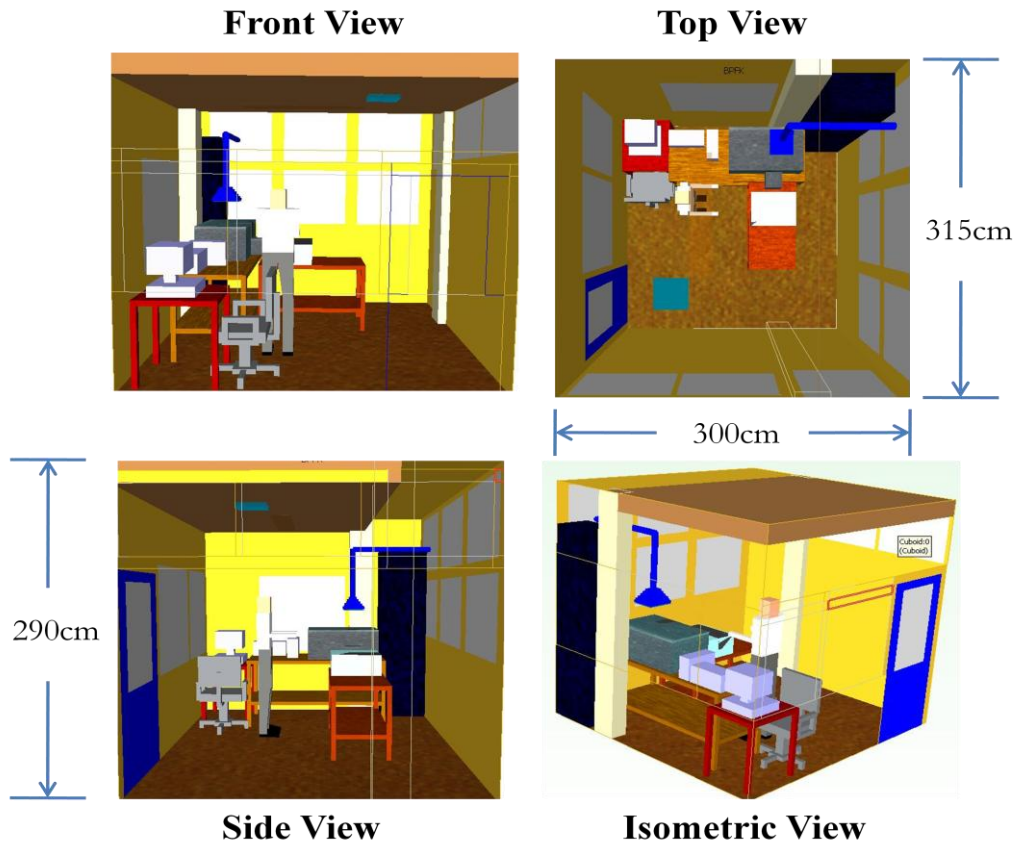 Front View
Top View
BPFK
315cm
300cm
290cm
Cuboid:0
(Cuboid)
Side View
Isometric View